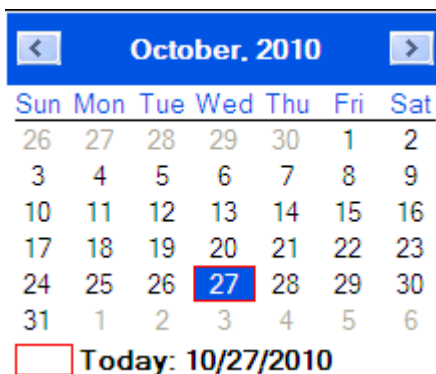 October, 2010
Sun Mon Tue Wed Thu Fri Sat
26 27 28 29 30 1 2
3 4 5 6 7 8 9
10 11 12 13 14 15 16
17 18 19 20 21 22 23
24 25 26 27 28 29 30
31 1 2 3 4 5 6
Today: 10/27/2010